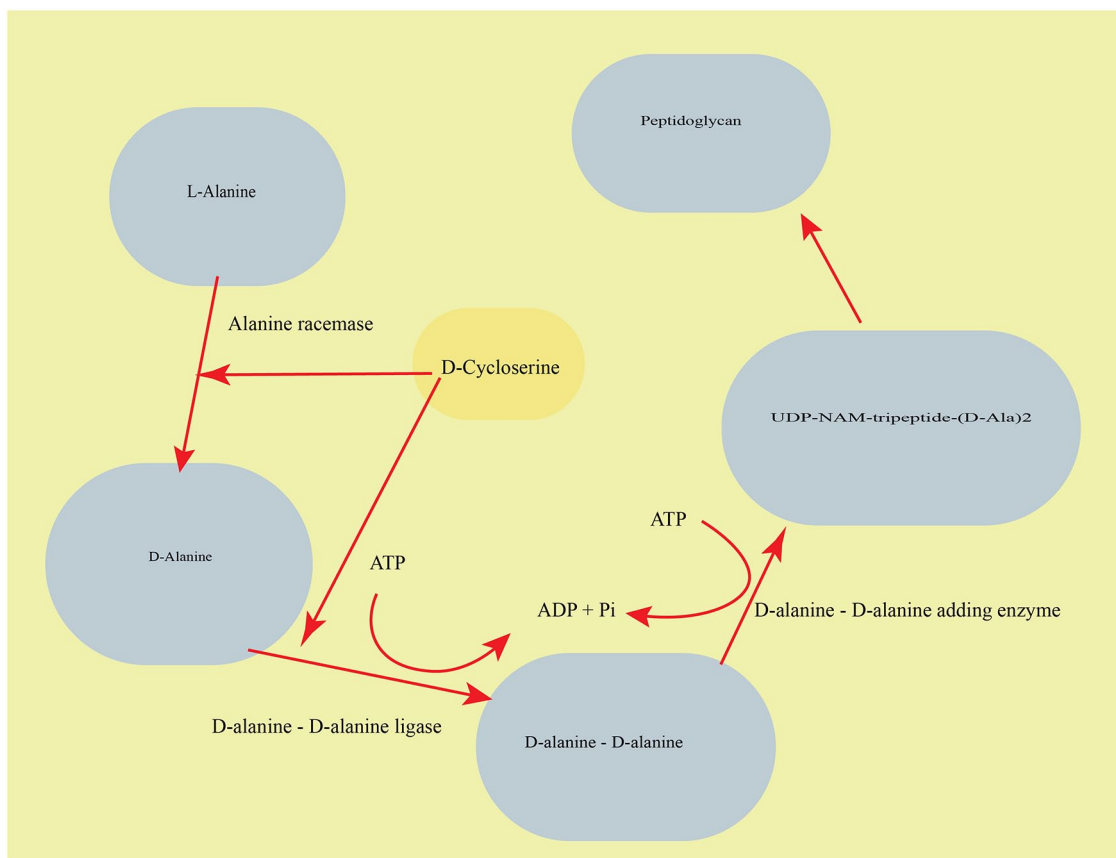 Peptidoglycan
L-Alanine
Alanine racemase
D-Cycloserine
UDP-NAM-tripeptide-(D-Ala)2
ATP
D-Alanine
ATP
ADP + Pi
D-alanine - D-alanine adding enzyme
D-alanine - D-alanine ligase
D-alanine - D-alanine